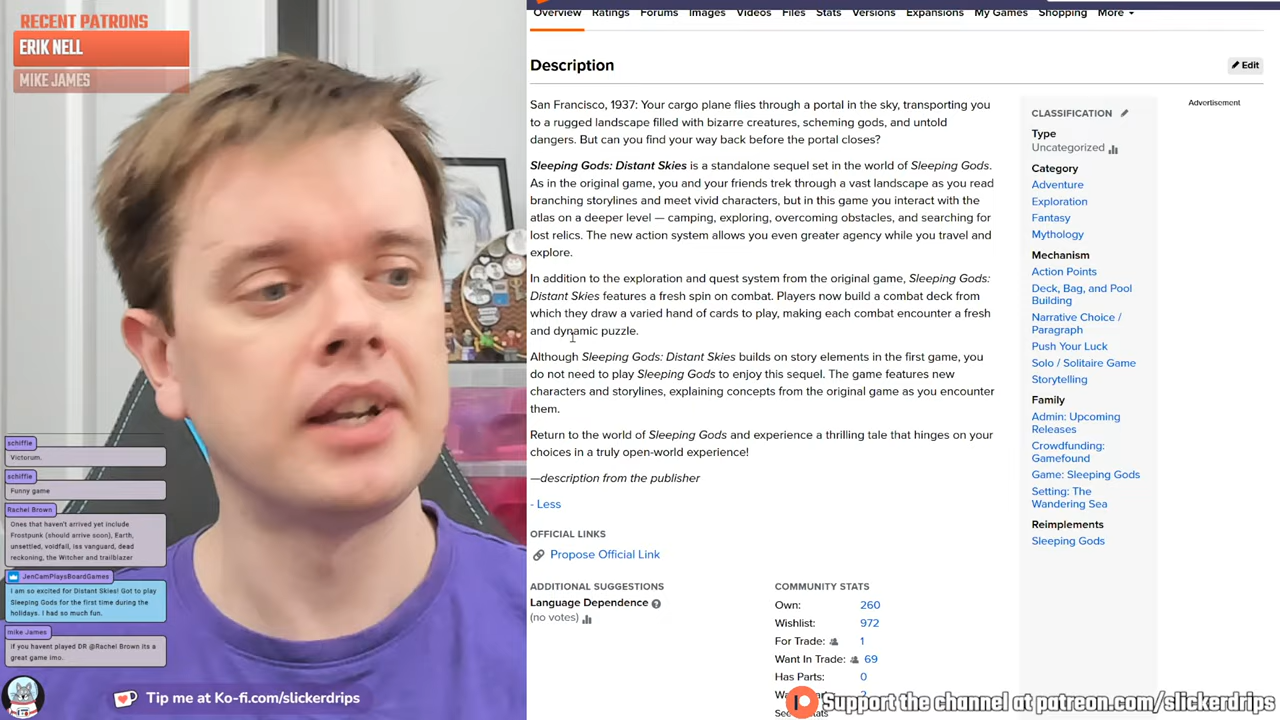 RECENT PATRONS
ERIK NELL
MIKE JAMES
schiffie
Victorum.
schiffie
Funny game
Rachel Brown
Ones that haven't arrived yet include
Frostpunk (should arrive soon), Earth,
unsettled, voidfall, iss vanguard, dead
reckoning, the Witcher and trailblazer
JenCamPlaysBoardGames
I am so excited for Distant Skies! Got to play
Sleeping Gods for the first time during the
holidays. I had so much fun.
mike James
if you havent played DR @Rachel Brown its a
great game imo.
Tip me at Ko-fi.com/slickerdrips
Overview Ratings Forums Images Videos Files Stats Versions Expansions My Games Shopping More
Description
Edit
San Francisco, 1937: Your cargo plane flies through a portal in the sky, transporting you
to a rugged landscape filled with bizarre creatures, scheming gods, and untold
dangers. But can you find your way back before the portal closes?
Sleeping Gods: Distant Skies is a standalone sequel set in the world of Sleeping Gods.
As in the original game, you and your friends trek through a vast landscape as you read
branching storylines and meet vivid characters, but in this game you interact with the
atlas on a deeper level — camping, exploring, overcoming obstacles, and searching for
lost relics. The new action system allows you even greater agency while you travel and
explore.
In addition to the exploration and quest system from the original game, Sleeping Gods:
Distant Skies features a fresh spin on combat. Players now build a combat deck from
which they draw a varied hand of cards to play, making each combat encounter a fresh
and dynamic puzzle.
Although Sleeping Gods: Distant Skies builds on story elements in the first game, you
do not need to play Sleeping Gods to enjoy this sequel. The game features new
characters and storylines, explaining concepts from the original game as you encounter
them.
Return to the world of Sleeping Gods and experience a thrilling tale that hinges on your
choices in a truly open-world experience!
—description from the publisher
- Less
OFFICIAL LINKS
Propose Official Link
ADDITIONAL SUGGESTIONS
Language Dependence
(no votes)
COMMUNITY STATS
Own: 260
Wishlist: 972
For Trade: 1
Want In Trade: 69
Has Parts: 0
CLASSIFICATION
Type
Uncategorized
Category
Adventure
Exploration
Fantasy
Mythology
Mechanism
Action Points
Deck, Bag, and Pool
Building
Narrative Choice /
Paragraph
Push Your Luck
Solo / Solitaire Game
Storytelling
Family
Admin: Upcoming
Releases
Crowdfunding:
Gamefound
Game: Sleeping Gods
Setting: The
Wandering Sea
Reimplements
Sleeping Gods
Advertisement
Support the channel at patreon.com/slickerdrips